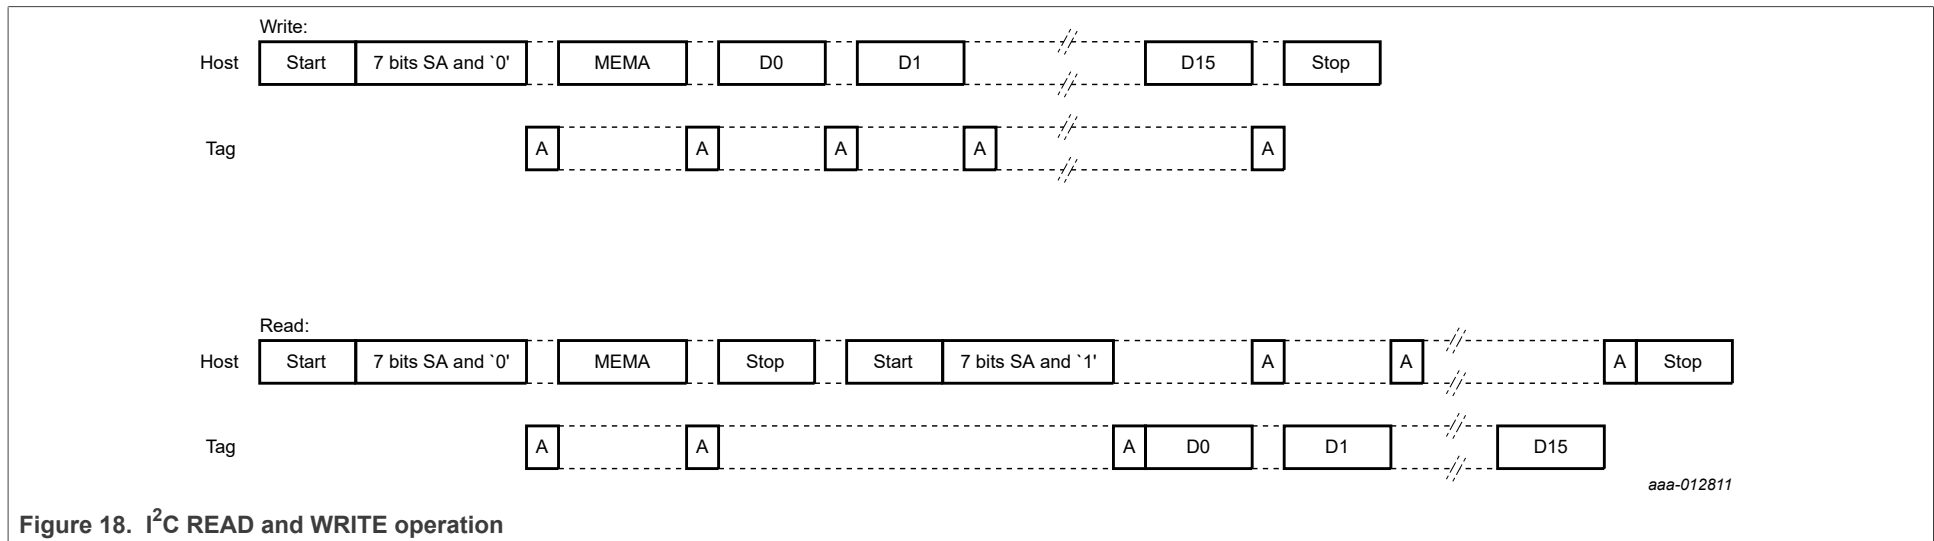 Write:
Host Start 7 bits SA and `0' MEMA D0 D1 D15 Stop
Tag A A A A A
Read:
Host Start 7 bits SA and `0' MEMA Stop Start 7 bits SA and `1' A A A Stop
Tag A A A D0 D1 D15
aaa-012811
Figure 18. I²C READ and WRITE operation